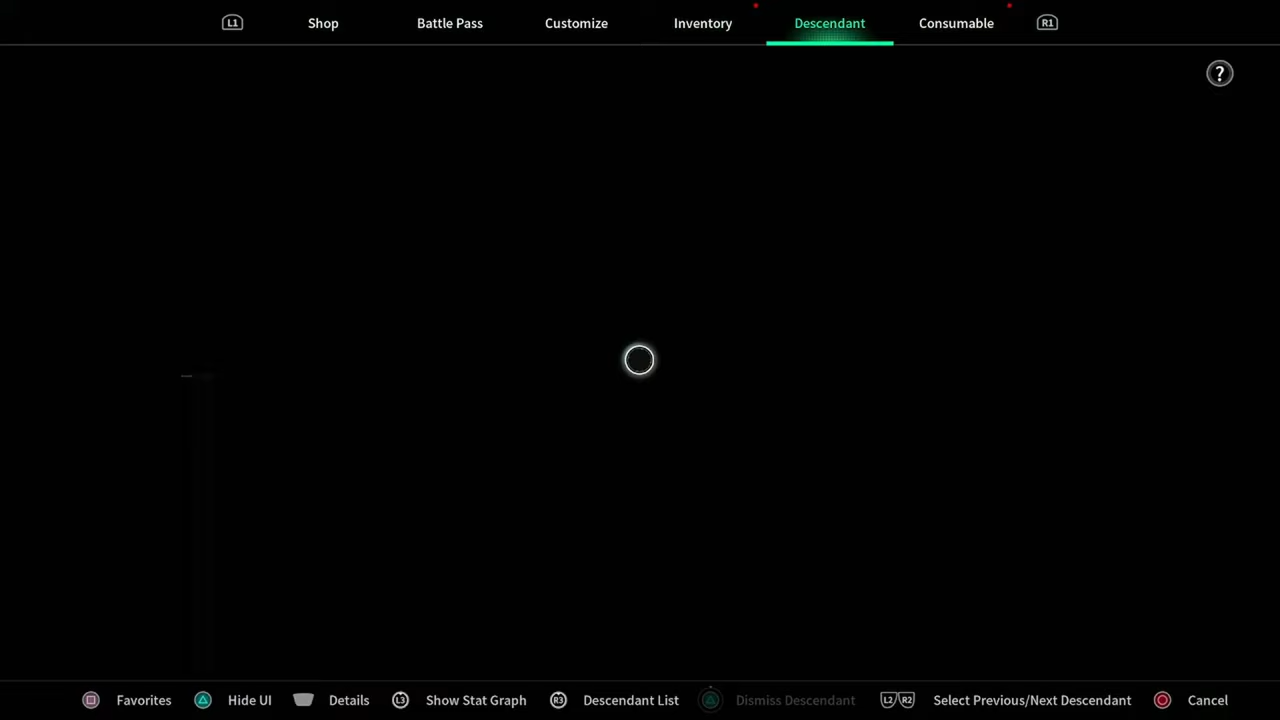 L1 Shop Battle Pass Customize Inventory Descendant Consumable R1
?
Favorites Hide UI Details L3 Show Stat Graph R3 Descendant List Dismiss Descendant L2 R2 Select Previous/Next Descendant Cancel